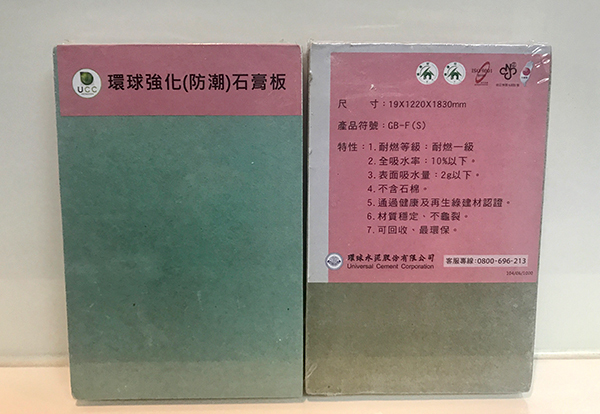 UCC
環球強化(防潮)石膏板
ISO 9001
尺　寸：19X1220X1830mm
產品符號：GB-F(S)
特性：1.耐燃等級：耐燃一級
2.全吸水率：10%以下。
3.表面吸水量：2g以下。
4.不含石棉。
5.通過健康及再生綠建材認證。
6.材質穩定、不龜裂。
7.可回收、最環保。
環球水泥股份有限公司
Universal Cement Corporation
客服專線：0800-696-213